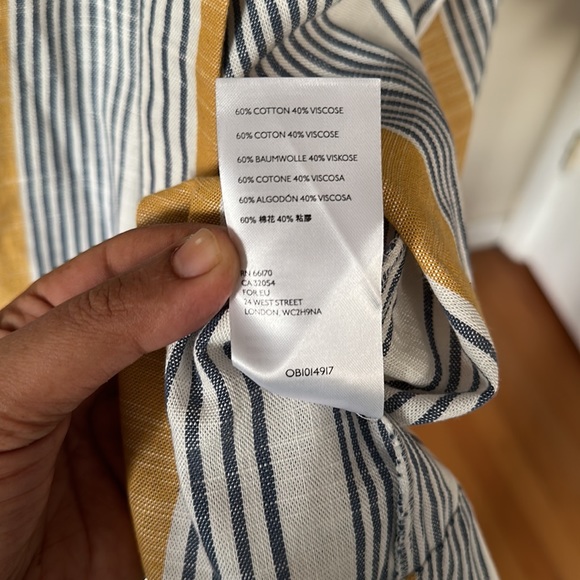 60% COTTON 40% VISCOSE
60% COTON 40% VISCOSE
60% BAUMWOLLE 40% VISKOSE
60% COTONE 40% VISCOSA
60% ALGODÓN 40% VISCOSA
60% 棉花 40% 粘膠
RN 66170
CA 32054
FOR EU
24 WEST STREET
LONDON, WC2H9NA
OB1014917